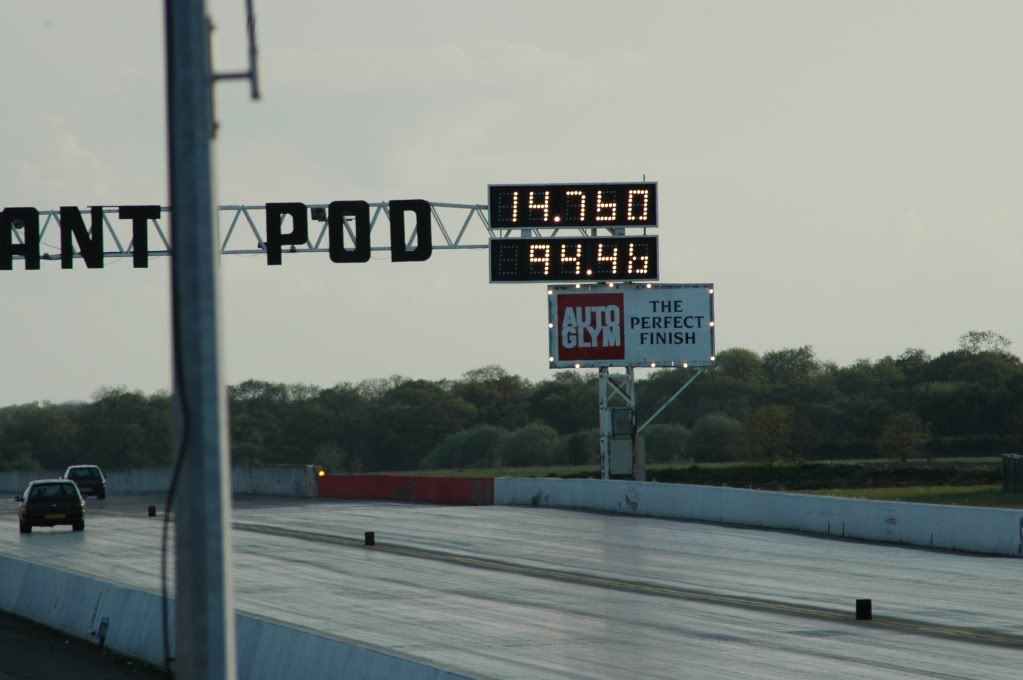 ANT POD
14.760
94.46
AUTO
GLYM
THE
PERFECT
FINISH